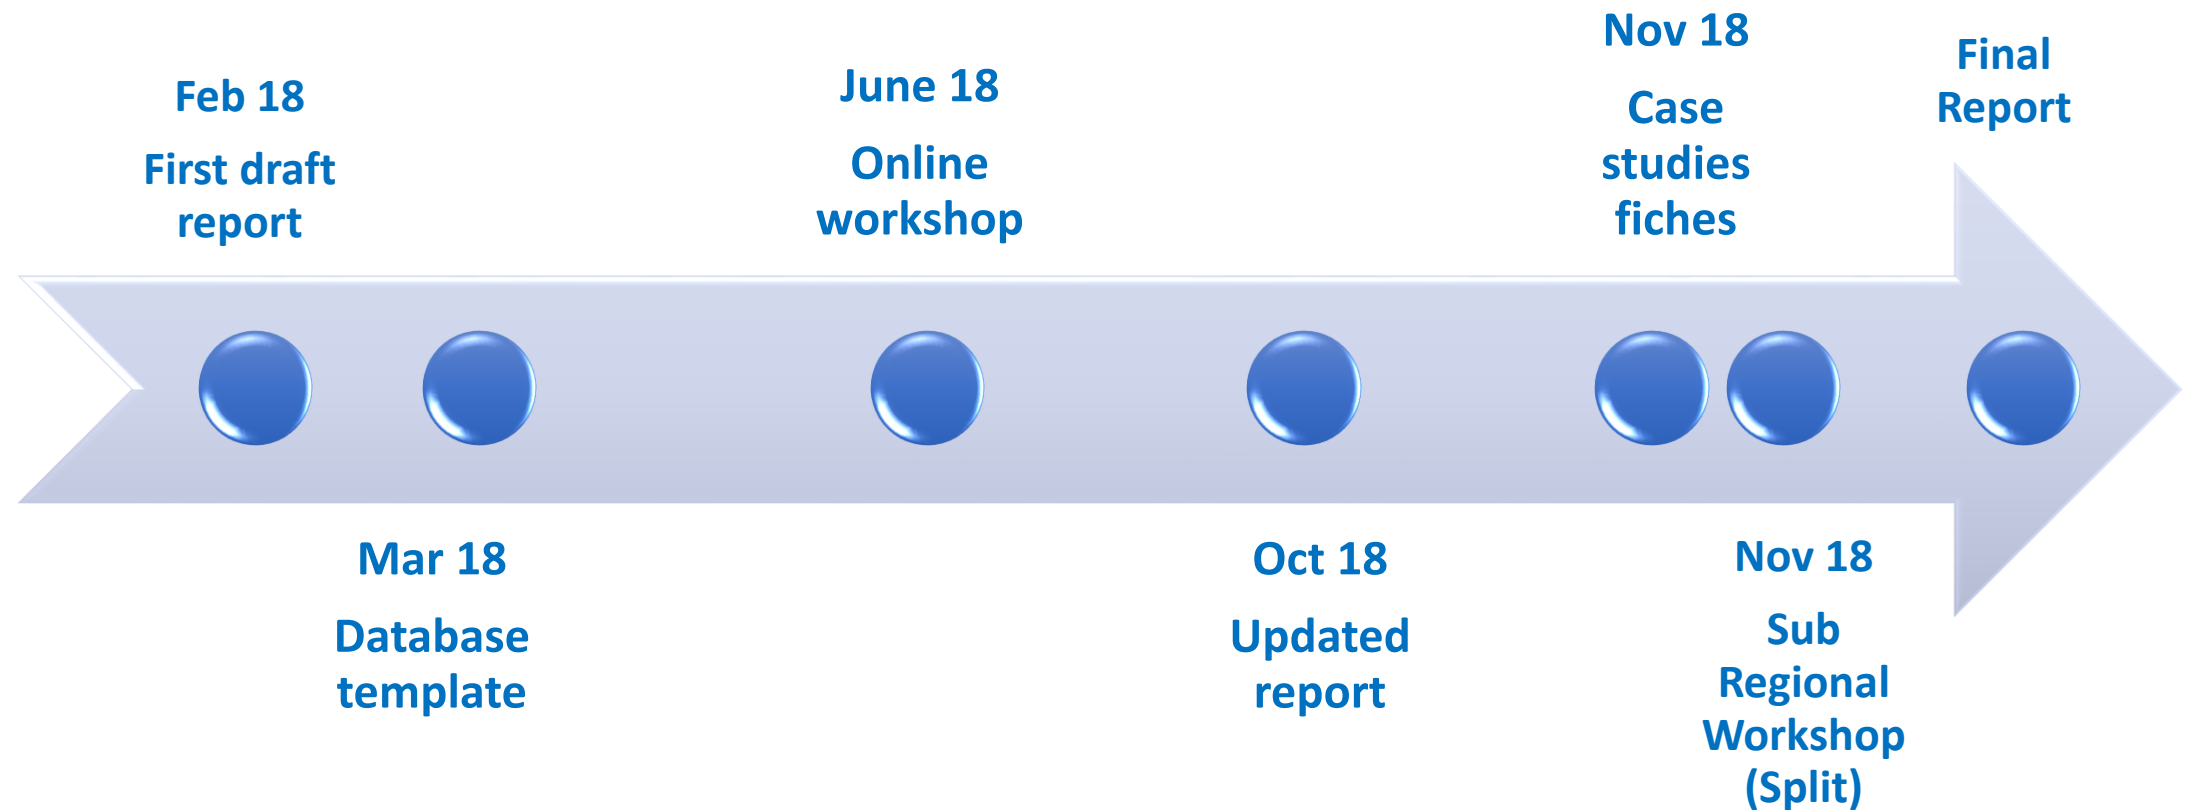 Feb 18
First draft
report
Mar 18
Database
template
June 18
Online
workshop
Oct 18
Updated
report
Nov 18
Case
studies
fiches
Nov 18
Sub
Regional
Workshop
(Split)
Final
Report